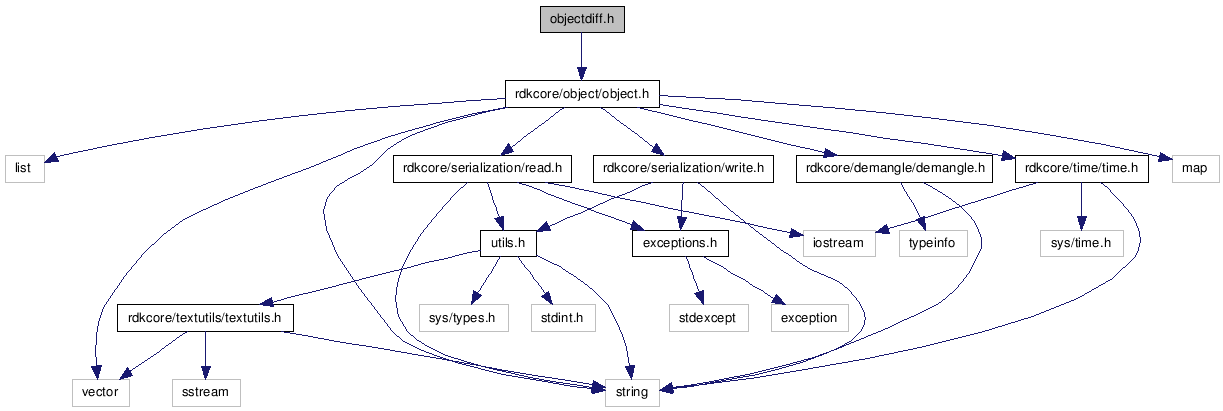 objectdiff.h
rdkcore/object/object.h
list
rdkcore/serialization/read.h
rdkcore/serialization/write.h
rdkcore/demangle/demangle.h
rdkcore/time/time.h
map
utils.h
exceptions.h
iostream
typeinfo
sys/time.h
rdkcore/textutils/textutils.h
sys/types.h
stdint.h
stdexcept
exception
vector
sstream
string